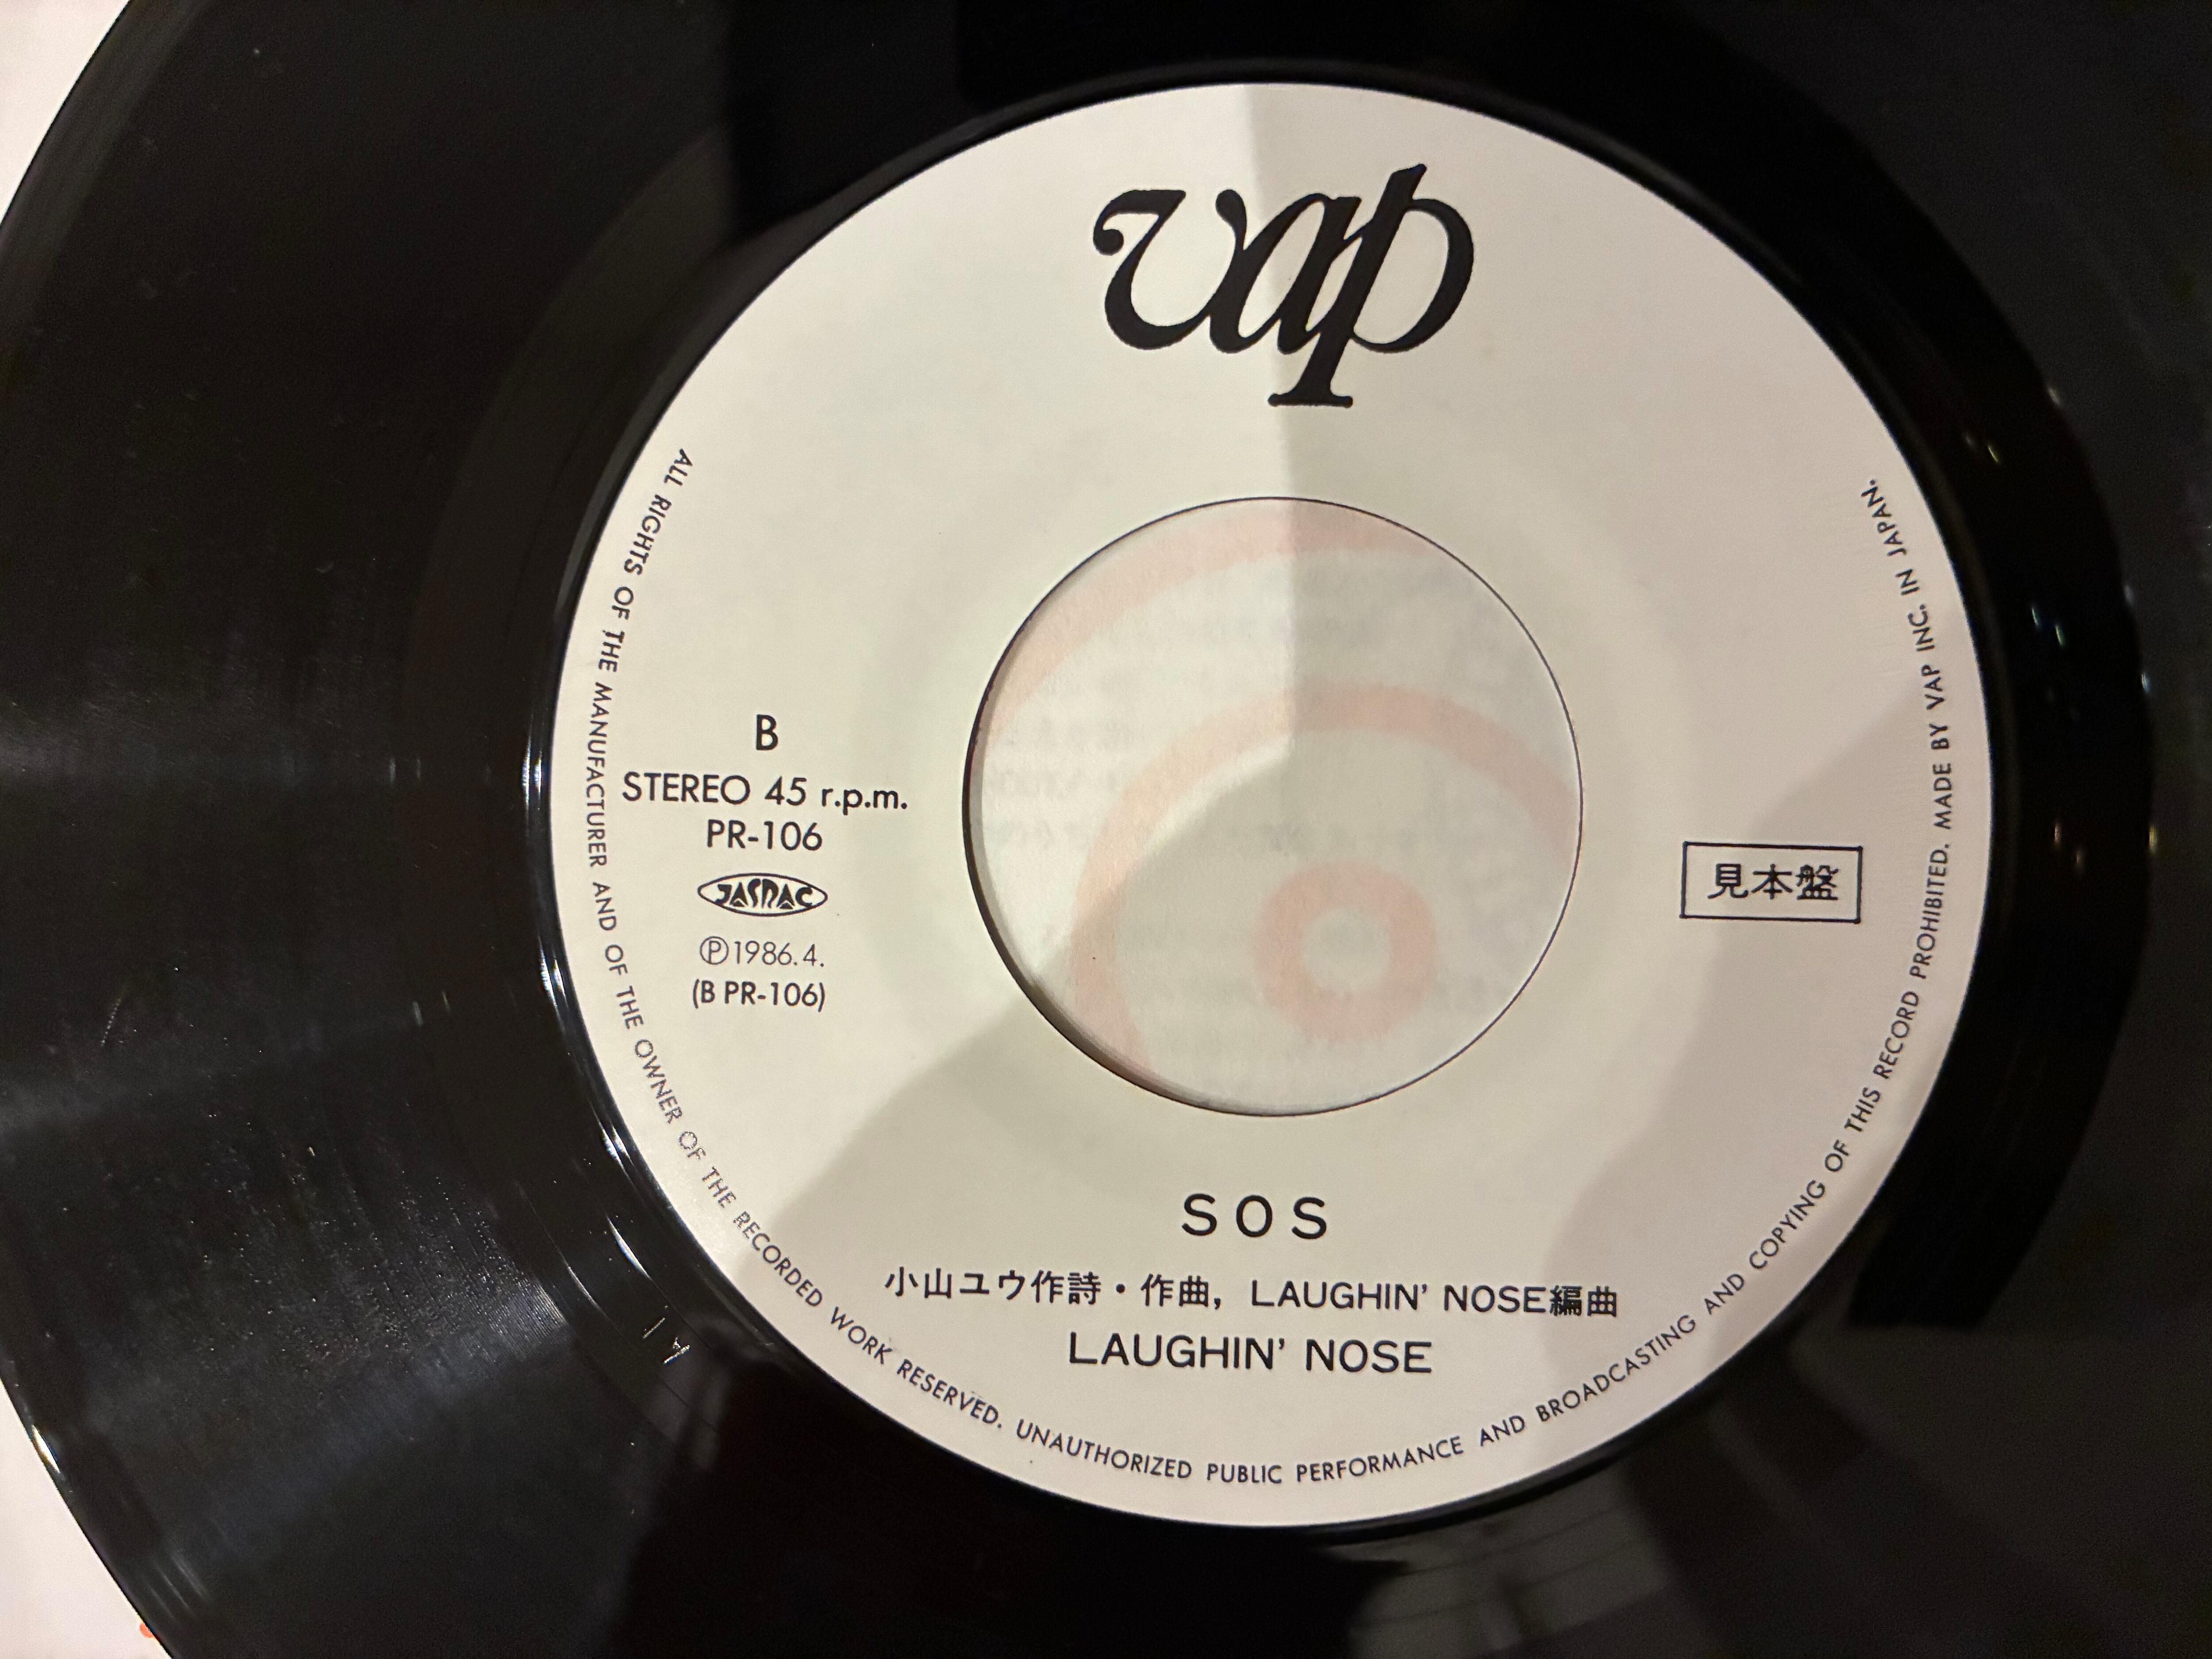 vap
B
STEREO 45 r.p.m.
PR-106
JASRAC
Ⓟ1986.4.
(B PR-106)
見本盤
SOS
小山ユウ作詩・作曲, LAUGHIN' NOSE編曲
LAUGHIN' NOSE
ALL RIGHTS OF THE MANUFACTURER AND OF THE OWNER OF THE RECORDED WORK RESERVED. UNAUTHORIZED PUBLIC PERFORMANCE AND BROADCASTING AND COPYING OF THIS RECORD PROHIBITED. MADE BY VAP INC. IN JAPAN.